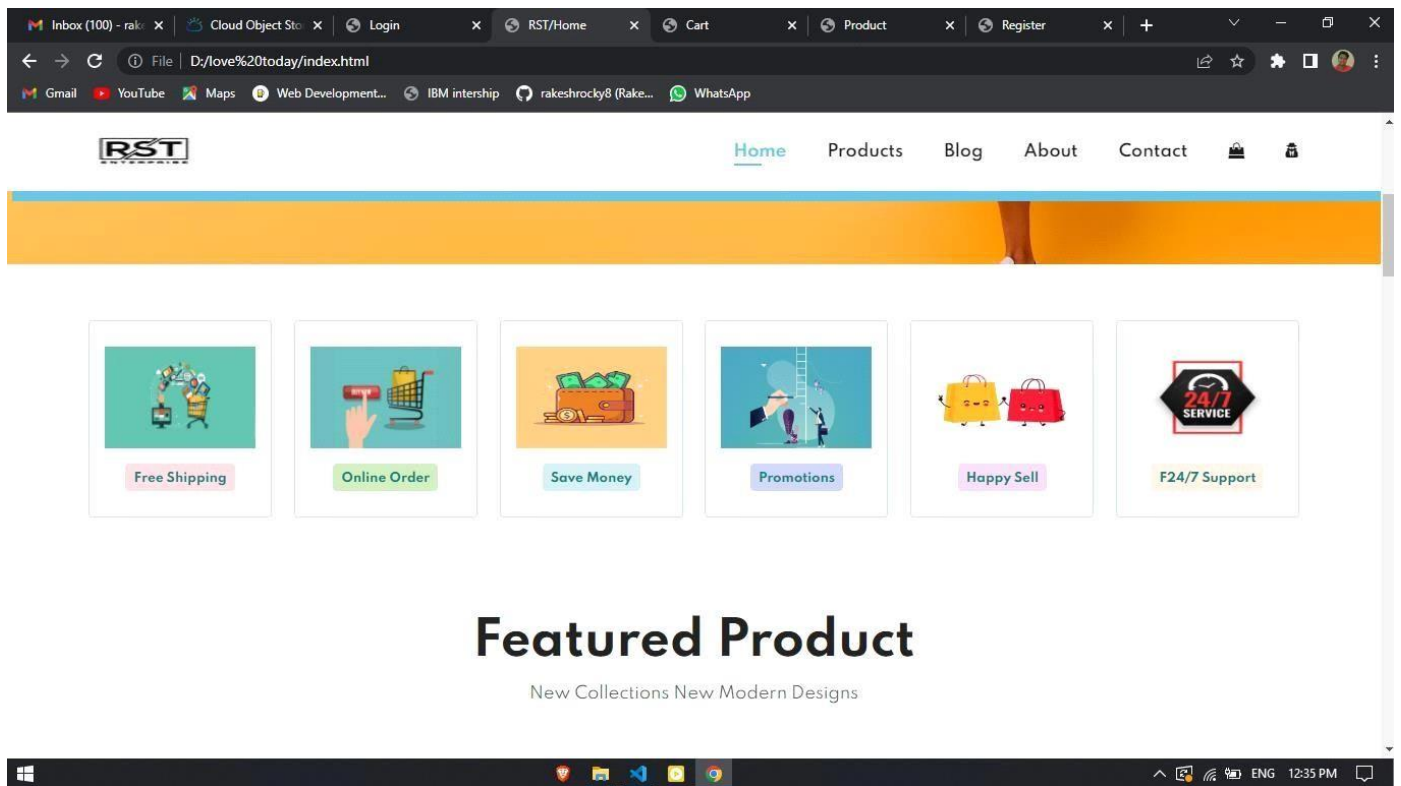 Inbox (100) - rak
Cloud Object Sto
Login
RST/Home
Cart
Product
Register
File
D:/love%20today/index.html
Gmail
YouTube
Maps
Web Development...
IBM intership
rakeshrocky8 (Rake...
WhatsApp
RST
ENTERPRISE
Home
Products
Blog
About
Contact
24/7
SERVICE
Free Shipping
Online Order
Save Money
Promotions
Happy Sell
F24/7 Support
Featured Product
New Collections New Modern Designs
ENG
12:35 PM